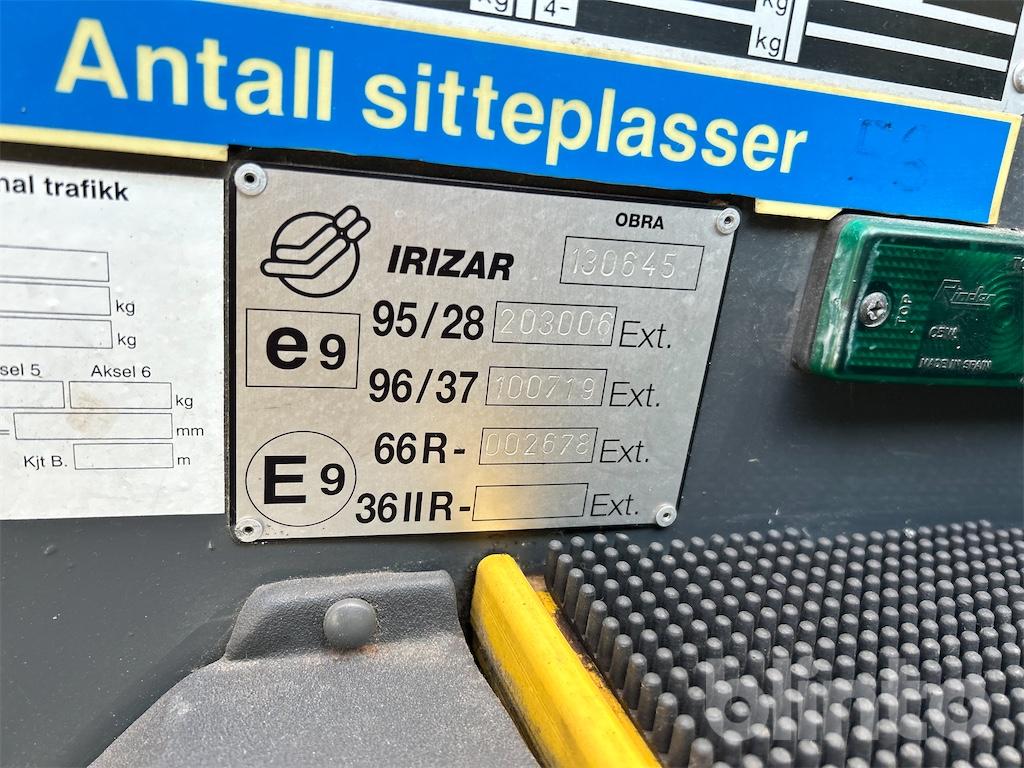 kg
4-
kg
kg
Antall sitteplasser
nal trafikk
kg
kg
sel 5 Aksel 6
kg
= mm
Kjt B. m
OBRA
IRIZAR 130645
e9 95/28 203006 Ext.
96/37 100719 Ext.
E9 66R- 002678 Ext.
36IIR- Ext.
TOP
Rinder
MADE IN SPAIN
blinto